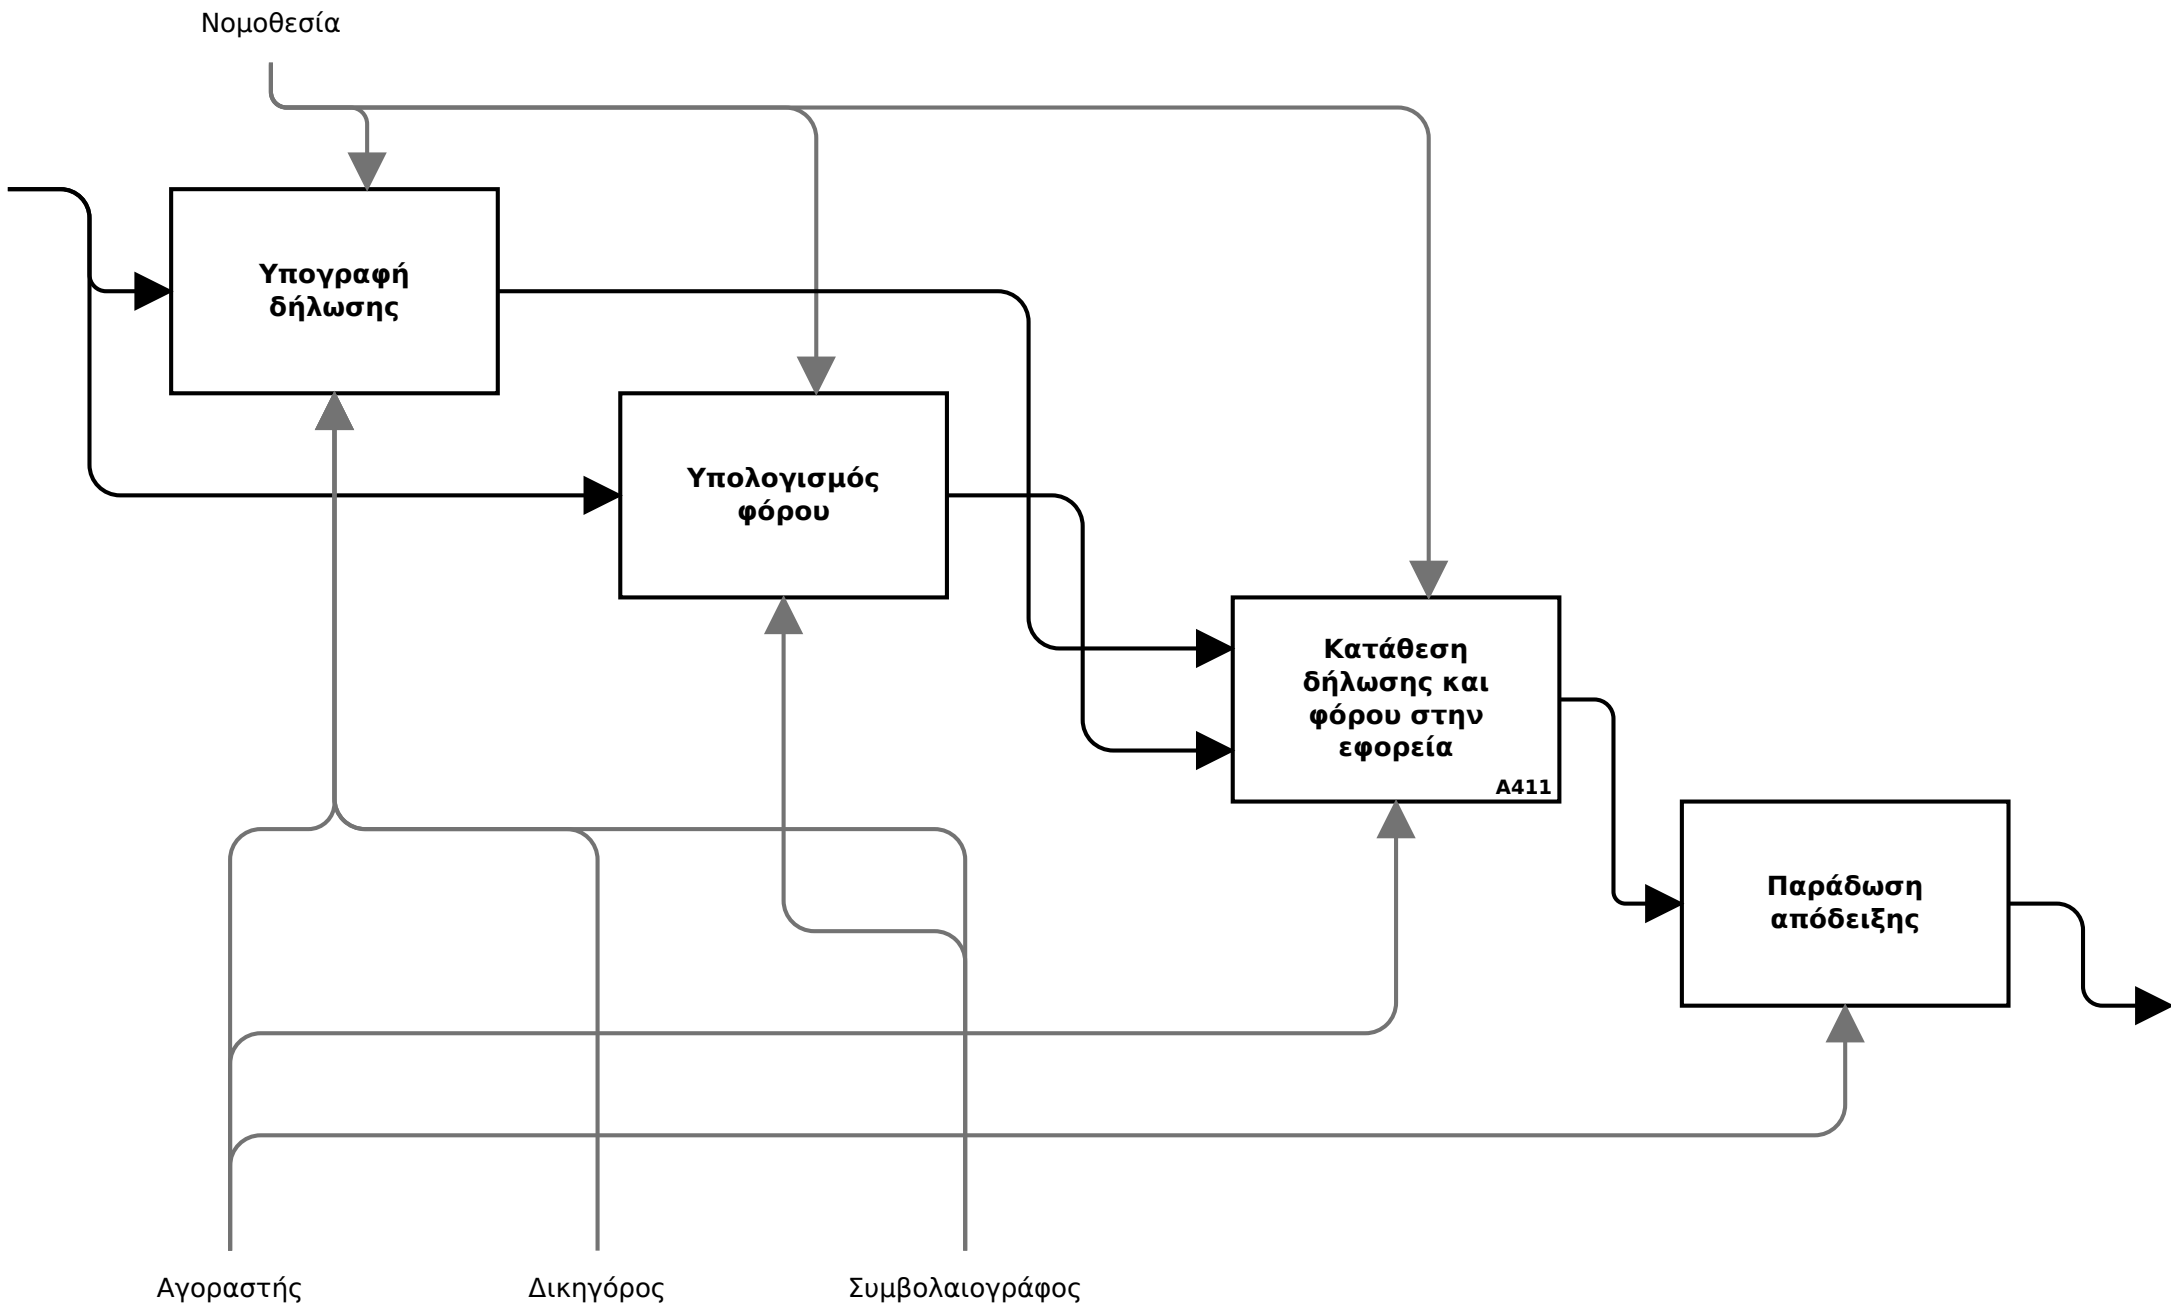 Νομοθεσία
Υπογραφή
δήλωσης
Υπολογισμός
φόρου
Κατάθεση
δήλωσης και
φόρου στην
εφορεία
A411
Παράδωση
απόδειξης
Αγοραστής
Δικηγόρος
Συμβολαιογράφος